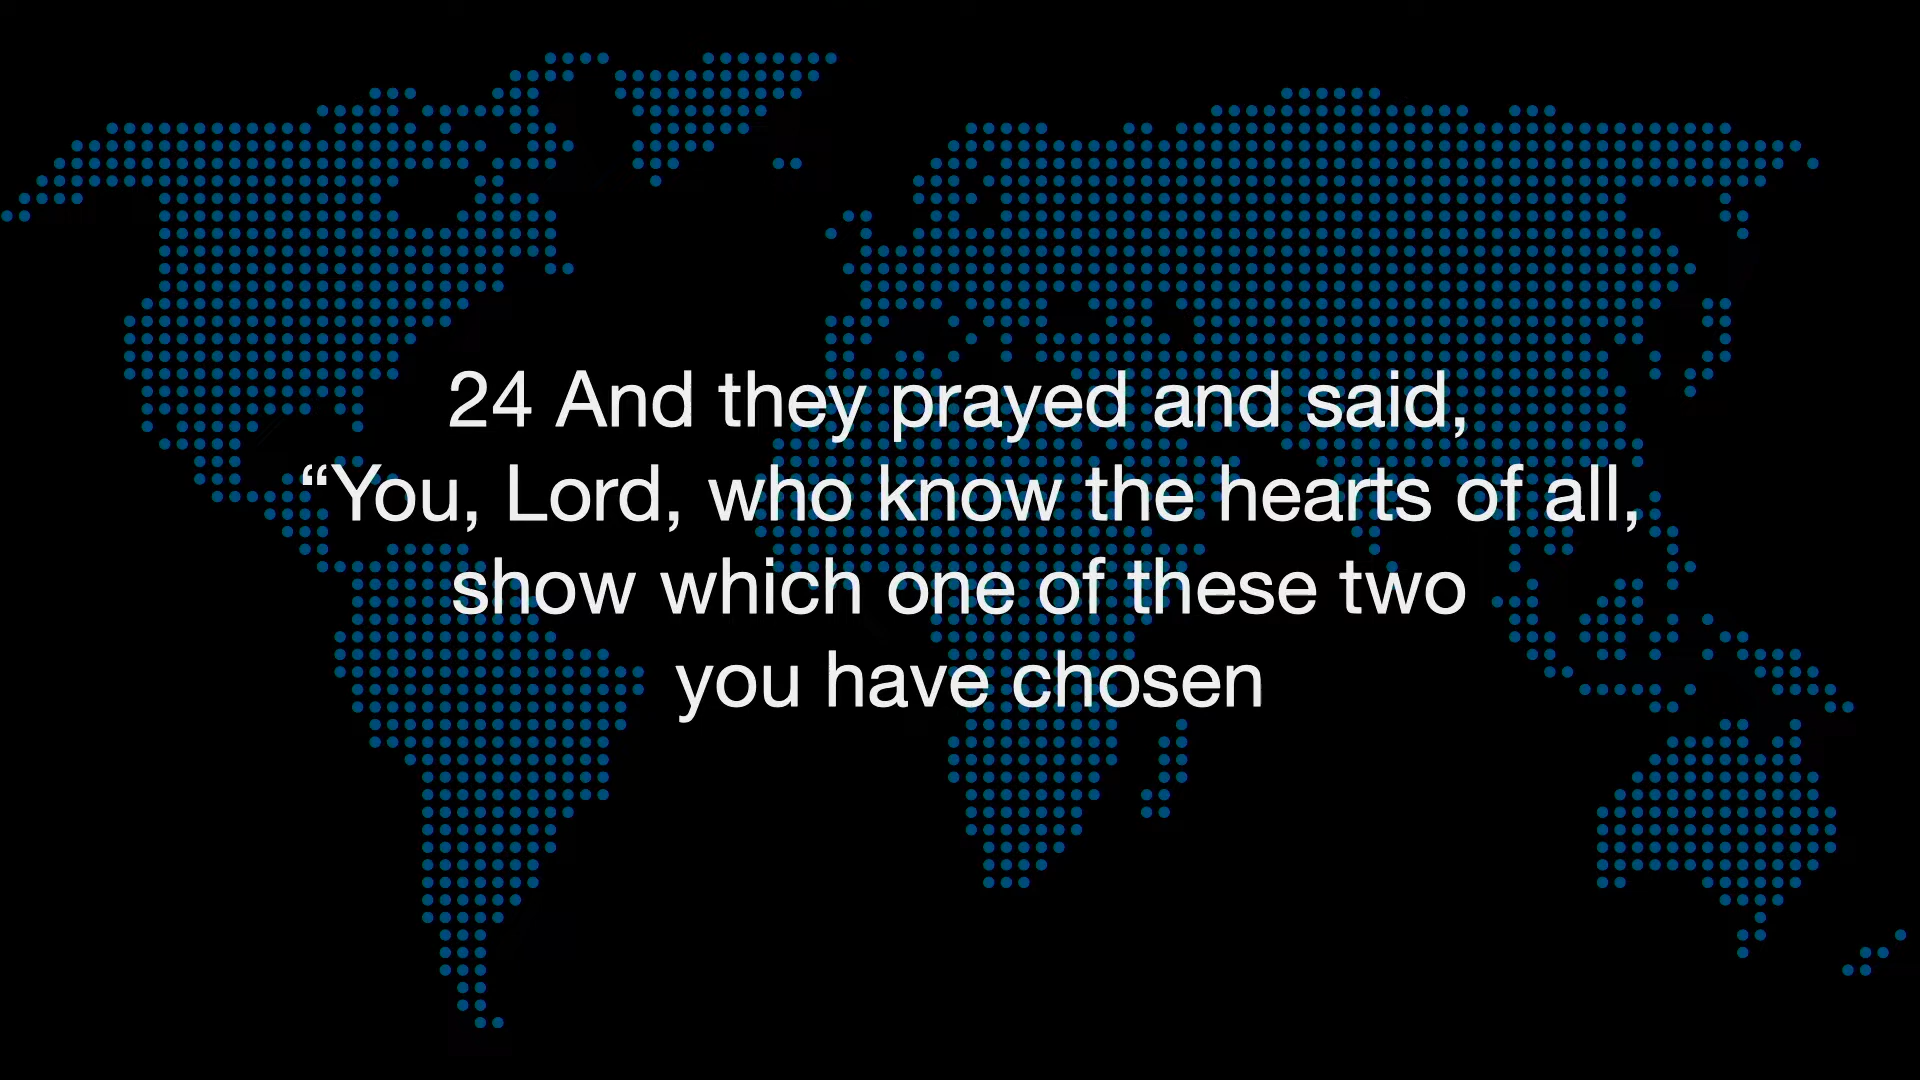 24 And they prayed and said,
“You, Lord, who know the hearts of all,
show which one of these two
you have chosen